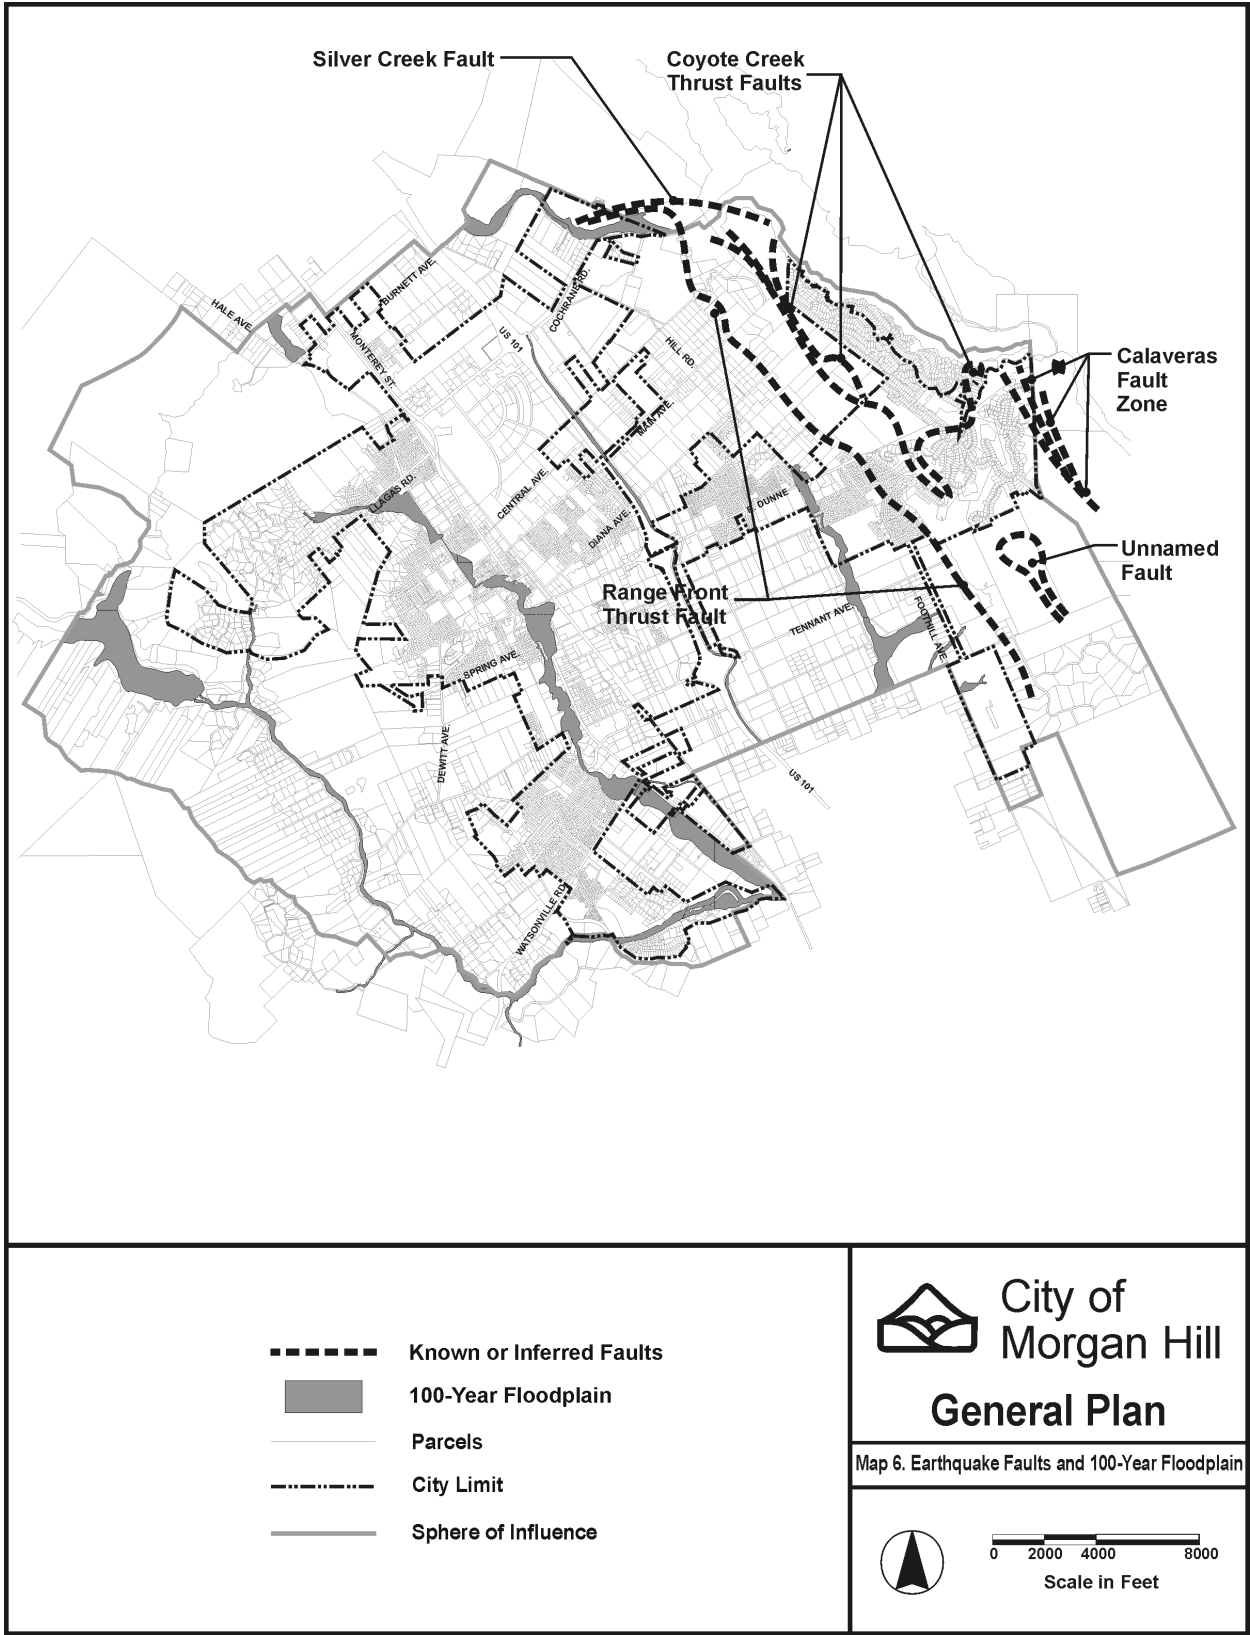 Silver Creek Fault
Coyote Creek
Thrust Faults
HALE AVE.
BURNETT AVE.
MONTEREY ST.
COCHRANE RD.
US 101
HILL RD.
MAIN AVE.
Calaveras
Fault
Zone
LLAGAS RD.
CENTRAL AVE.
DIANA AVE.
E. DUNNE
Unnamed
Fault
Range Front
Thrust Fault
TENNANT AVE.
FOOTHILL AVE.
SPRING AVE.
DEWITT AVE.
US 101
WATSONVILLE RD.
Known or Inferred Faults
100-Year Floodplain
Parcels
City Limit
Sphere of Influence
City of
Morgan Hill
General Plan
Map 6. Earthquake Faults and 100-Year Floodplain
0 2000 4000 8000
Scale in Feet